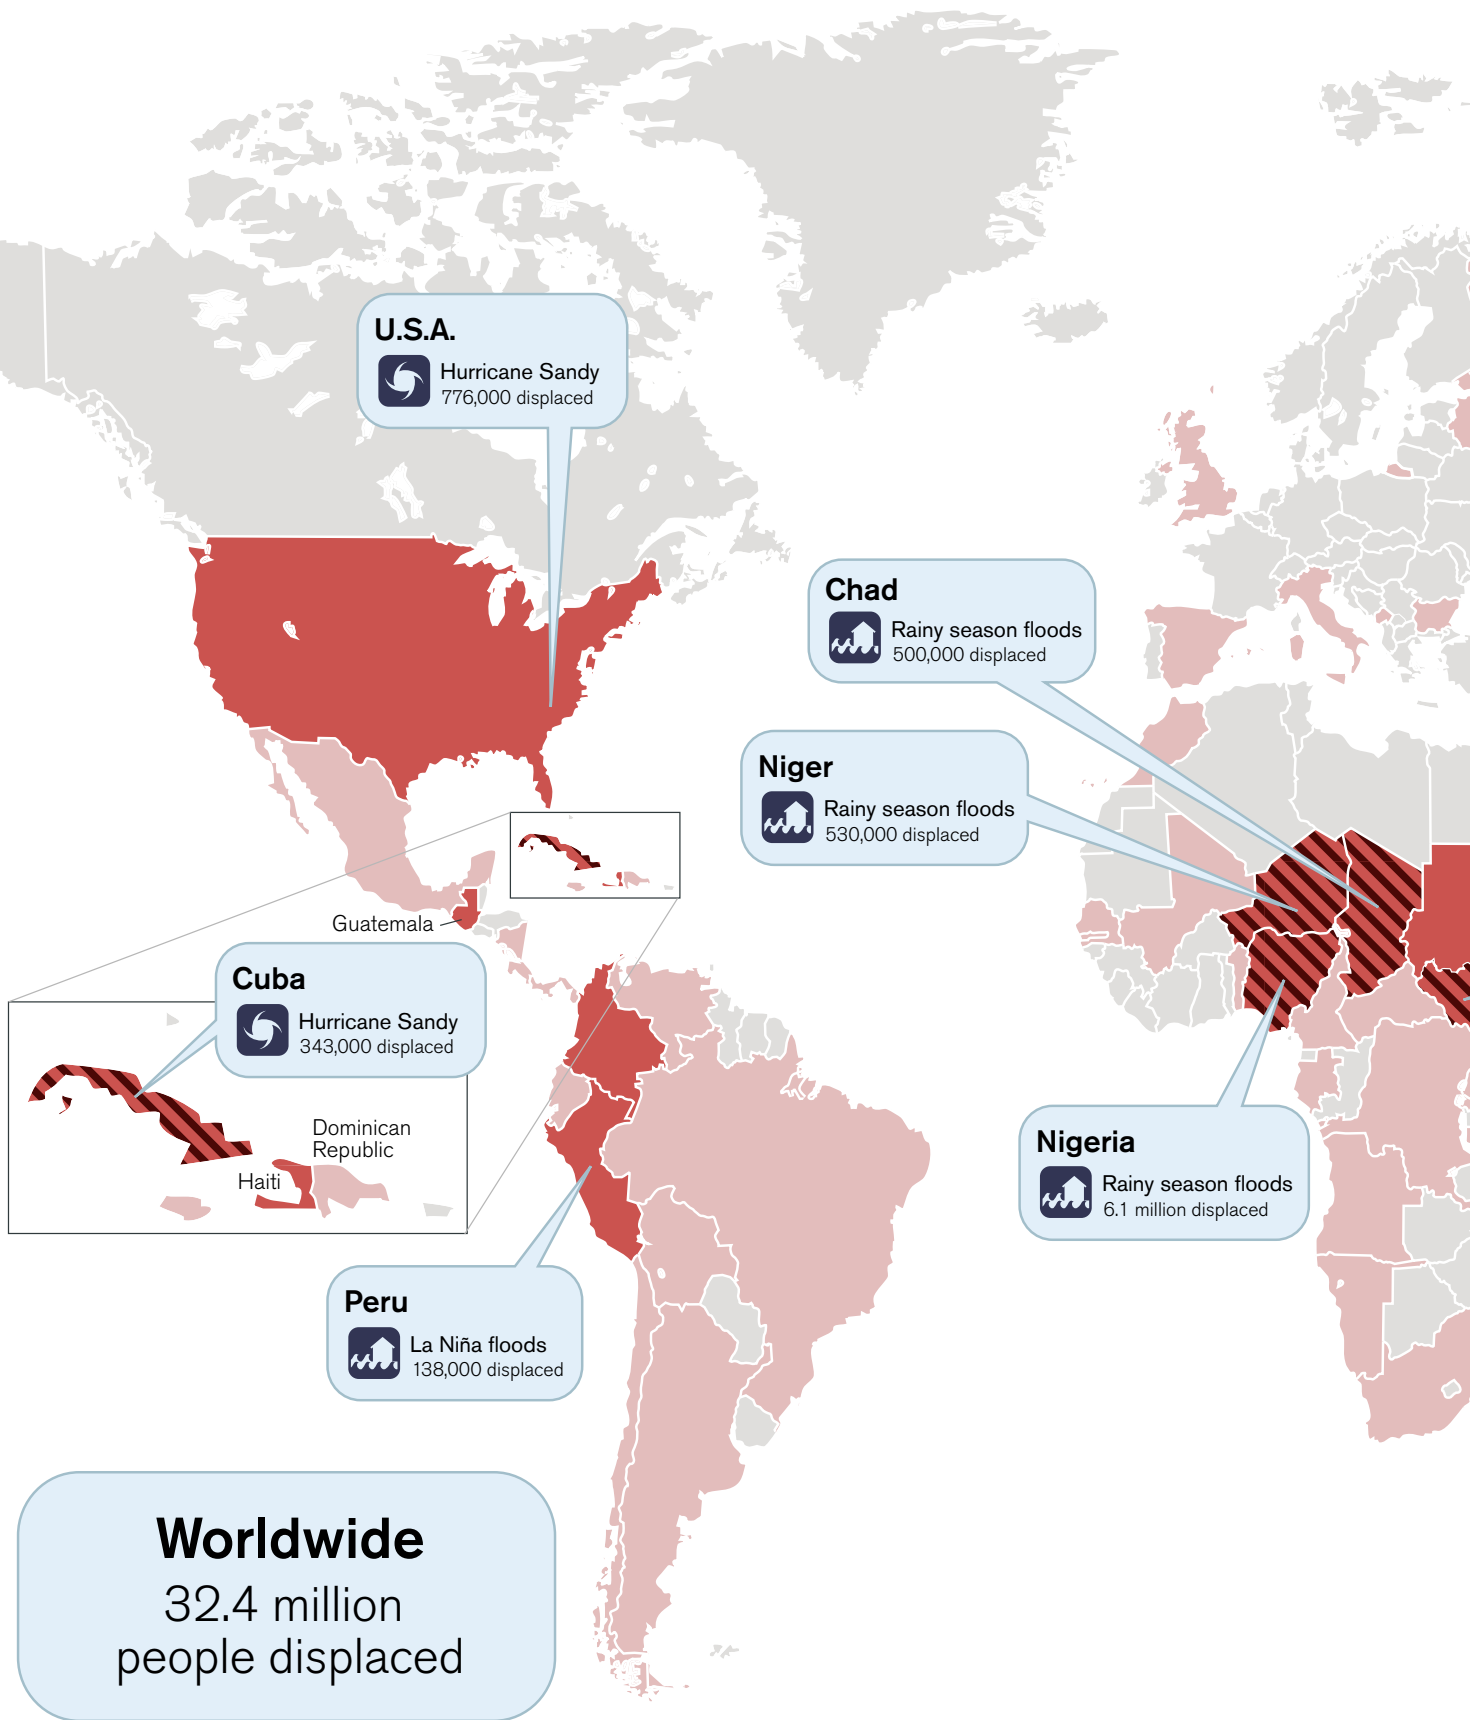 U.S.A.
Hurricane Sandy
776,000 displaced
Chad
Rainy season floods
500,000 displaced
Niger
Rainy season floods
530,000 displaced
Guatemala
Cuba
Hurricane Sandy
343,000 displaced
Dominican
Republic
Haiti
Nigeria
Rainy season floods
6.1 million displaced
Peru
La Niña floods
138,000 displaced
Worldwide
32.4 million
people displaced